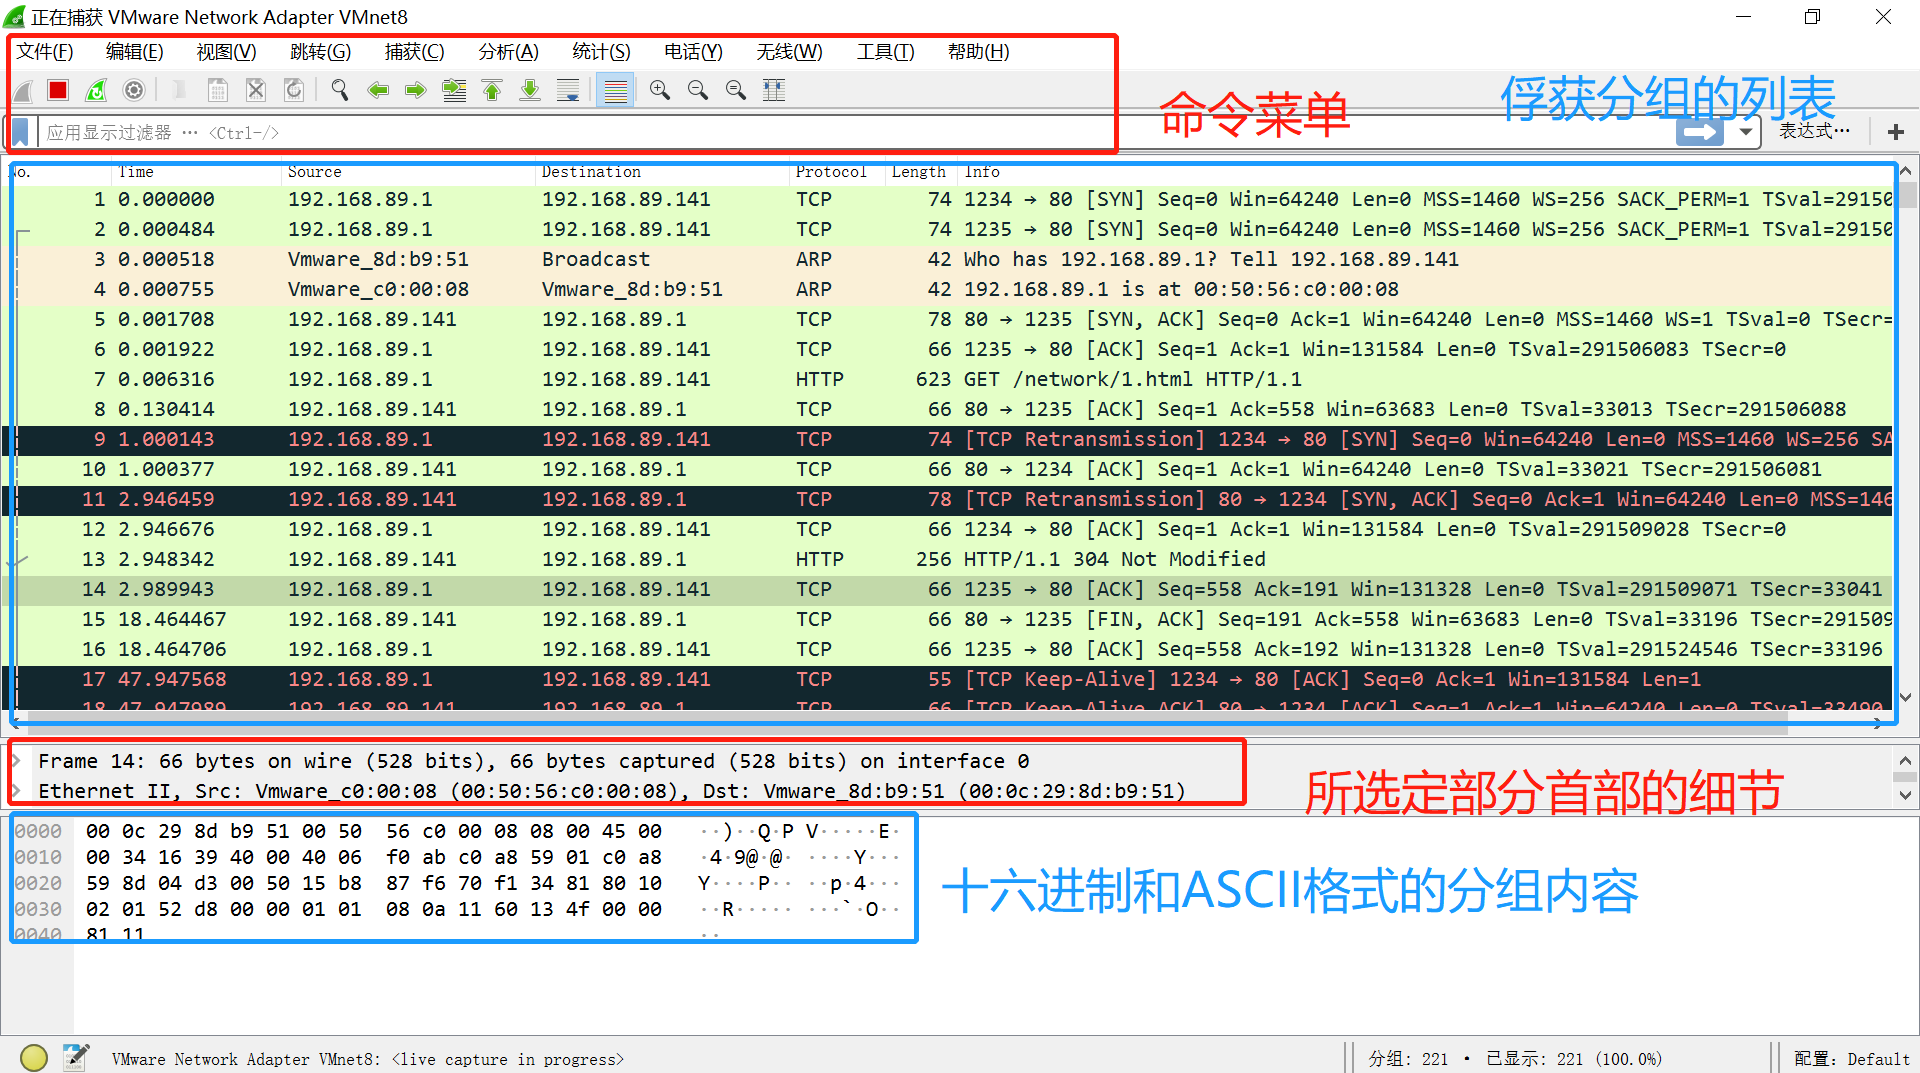 正在捕获 VMware Network Adapter VMnet8
文件(F) 编辑(E) 视图(V) 跳转(G) 捕获(C) 分析(A) 统计(S) 电话(Y) 无线(W) 工具(T) 帮助(H)
命令菜单
俘获分组的列表
应用显示过滤器 … <Ctrl-/>
表达式…
No. Time Source Destination Protocol Length Info
1 0.000000 192.168.89.1 192.168.89.141 TCP 74 1234 → 80 [SYN] Seq=0 Win=64240 Len=0 MSS=1460 WS=256 SACK_PERM=1 TSval=29150
2 0.000484 192.168.89.1 192.168.89.141 TCP 74 1235 → 80 [SYN] Seq=0 Win=64240 Len=0 MSS=1460 WS=256 SACK_PERM=1 TSval=29150
3 0.000518 Vmware_8d:b9:51 Broadcast ARP 42 Who has 192.168.89.1? Tell 192.168.89.141
4 0.000755 Vmware_c0:00:08 Vmware_8d:b9:51 ARP 42 192.168.89.1 is at 00:50:56:c0:00:08
5 0.001708 192.168.89.141 192.168.89.1 TCP 78 80 → 1235 [SYN, ACK] Seq=0 Ack=1 Win=64240 Len=0 MSS=1460 WS=1 TSval=0 TSecr=
6 0.001922 192.168.89.1 192.168.89.141 TCP 66 1235 → 80 [ACK] Seq=1 Ack=1 Win=131584 Len=0 TSval=291506083 TSecr=0
7 0.006316 192.168.89.1 192.168.89.141 HTTP 623 GET /network/1.html HTTP/1.1
8 0.130414 192.168.89.141 192.168.89.1 TCP 66 80 → 1235 [ACK] Seq=1 Ack=558 Win=63683 Len=0 TSval=33013 TSecr=291506088
9 1.000143 192.168.89.1 192.168.89.141 TCP 74 [TCP Retransmission] 1234 → 80 [SYN] Seq=0 Win=64240 Len=0 MSS=1460 WS=256 SA
10 1.000377 192.168.89.141 192.168.89.1 TCP 66 80 → 1234 [ACK] Seq=1 Ack=1 Win=64240 Len=0 TSval=33021 TSecr=291506081
11 2.946459 192.168.89.141 192.168.89.1 TCP 78 [TCP Retransmission] 80 → 1234 [SYN, ACK] Seq=0 Ack=1 Win=64240 Len=0 MSS=146
12 2.946676 192.168.89.1 192.168.89.141 TCP 66 1234 → 80 [ACK] Seq=1 Ack=1 Win=131584 Len=0 TSval=291509028 TSecr=0
13 2.948342 192.168.89.141 192.168.89.1 HTTP 256 HTTP/1.1 304 Not Modified
14 2.989943 192.168.89.1 192.168.89.141 TCP 66 1235 → 80 [ACK] Seq=558 Ack=191 Win=131328 Len=0 TSval=291509071 TSecr=33041
15 18.464467 192.168.89.141 192.168.89.1 TCP 66 80 → 1235 [FIN, ACK] Seq=191 Ack=558 Win=63683 Len=0 TSval=33196 TSecr=291509
16 18.464706 192.168.89.1 192.168.89.141 TCP 66 1235 → 80 [ACK] Seq=558 Ack=192 Win=131328 Len=0 TSval=291524546 TSecr=33196
17 47.947568 192.168.89.1 192.168.89.141 TCP 55 [TCP Keep-Alive] 1234 → 80 [ACK] Seq=0 Ack=1 Win=131584 Len=1
18 47.947989 192.168.89.141 192.168.89.1 TCP 66 [TCP Keep-Alive ACK] 80 → 1234 [ACK] Seq=1 Ack=1 Win=64240 Len=0 TSval=33490
Frame 14: 66 bytes on wire (528 bits), 66 bytes captured (528 bits) on interface 0
Ethernet II, Src: Vmware_c0:00:08 (00:50:56:c0:00:08), Dst: Vmware_8d:b9:51 (00:0c:29:8d:b9:51)
所选定部分首部的细节
0000 00 0c 29 8d b9 51 00 50 56 c0 00 08 08 00 45 00 ··)··Q·P V·····E·
0010 00 34 16 39 40 00 40 06 f0 ab c0 a8 59 01 c0 a8 ·4·9@·@· ····Y···
0020 59 8d 04 d3 00 50 15 b8 87 f6 70 f1 34 81 80 10 Y····P·· ··p·4···
0030 02 01 52 d8 00 00 01 01 08 0a 11 60 13 4f 00 00 ··R····· ···`·O··
0040 81 11 ··
十六进制和ASCII格式的分组内容
VMware Network Adapter VMnet8: <live capture in progress>
分组: 221 · 已显示: 221 (100.0%)
配置: Default